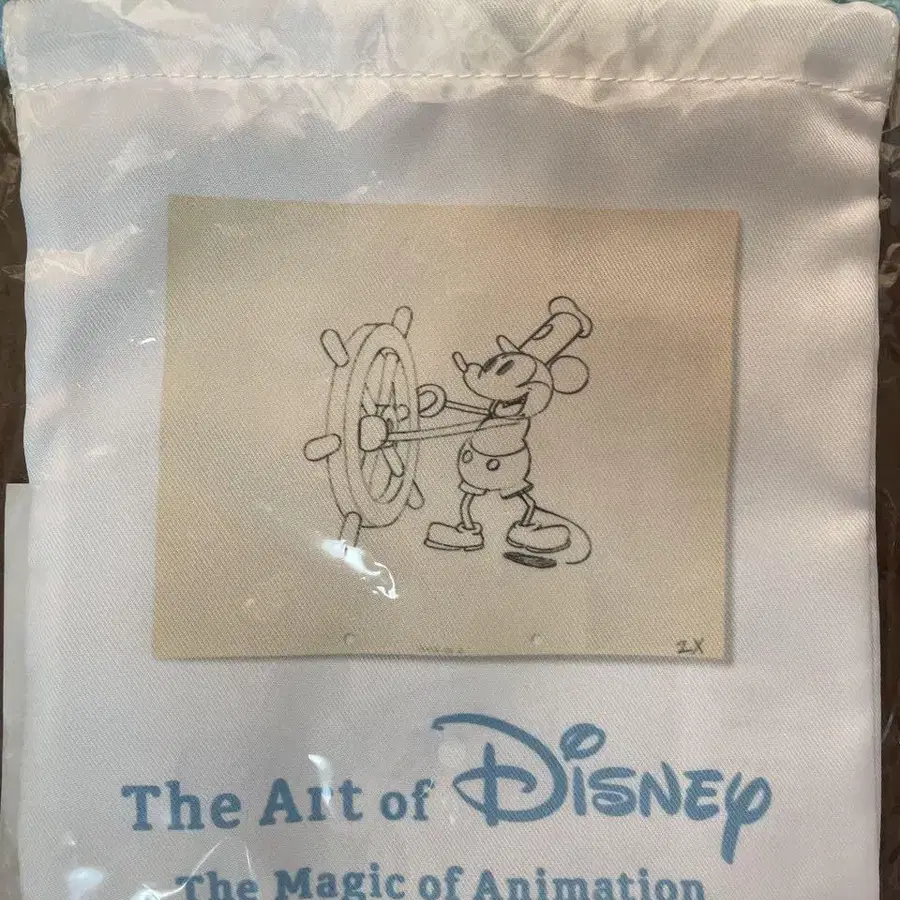 2X
The Art of Disney
The Magic of Animation